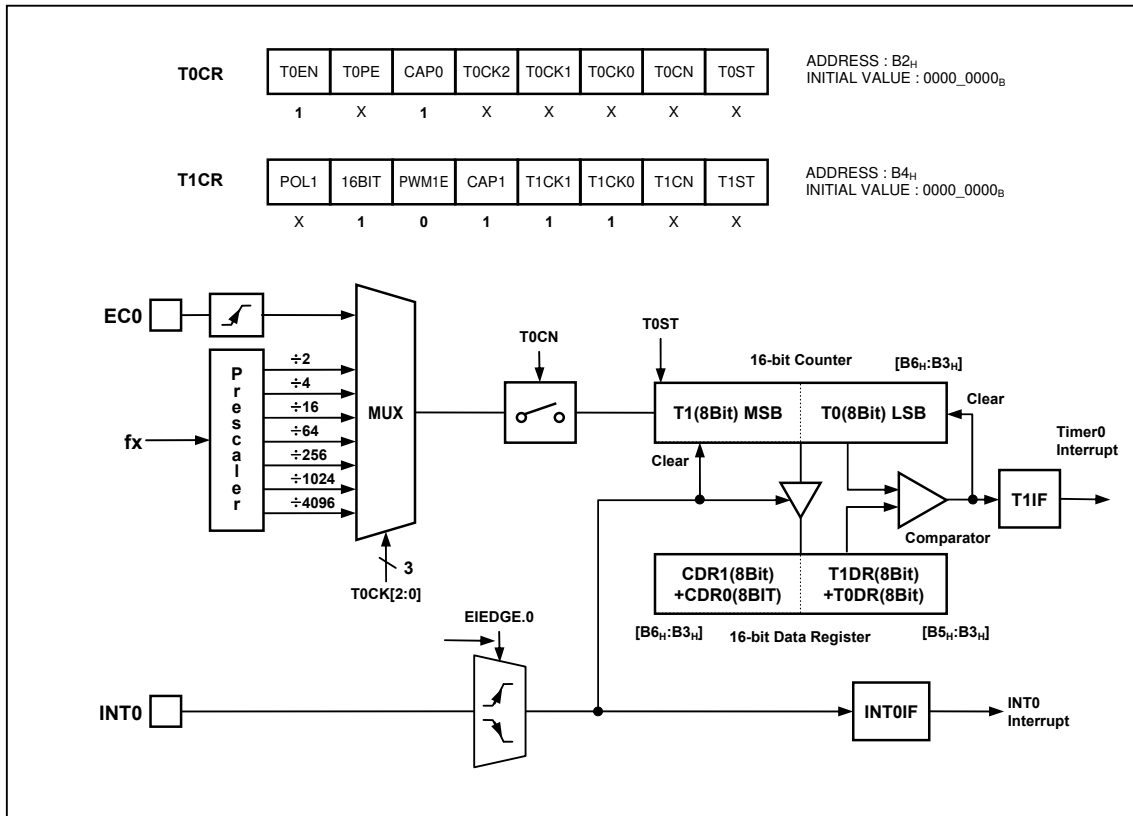 T0CR T0EN T0PE CAP0 T0CK2 T0CK1 T0CK0 T0CN T0ST
ADDRESS : B2H
INITIAL VALUE : 0000_0000B
1 X 1 X X X X X
T1CR POL1 16BIT PWM1E CAP1 T1CK1 T1CK0 T1CN T1ST
ADDRESS : B4H
INITIAL VALUE : 0000_0000B
X 1 0 1 1 1 X X
EC0
fx
Prescaler
÷2
÷4
÷16
÷64
÷256
÷1024
÷4096
MUX
3
T0CK[2:0]
T0CN
T0ST
16-bit Counter
[B6H:B3H]
T1(8Bit) MSB
T0(8Bit) LSB
Clear
Clear
Comparator
Timer0
Interrupt
T1IF
CDR1(8Bit)
+CDR0(8BIT)
T1DR(8Bit)
+T0DR(8Bit)
[B6H:B3H]
16-bit Data Register
[B5H:B3H]
EIEDGE.0
INT0
INT0IF
INT0
Interrupt